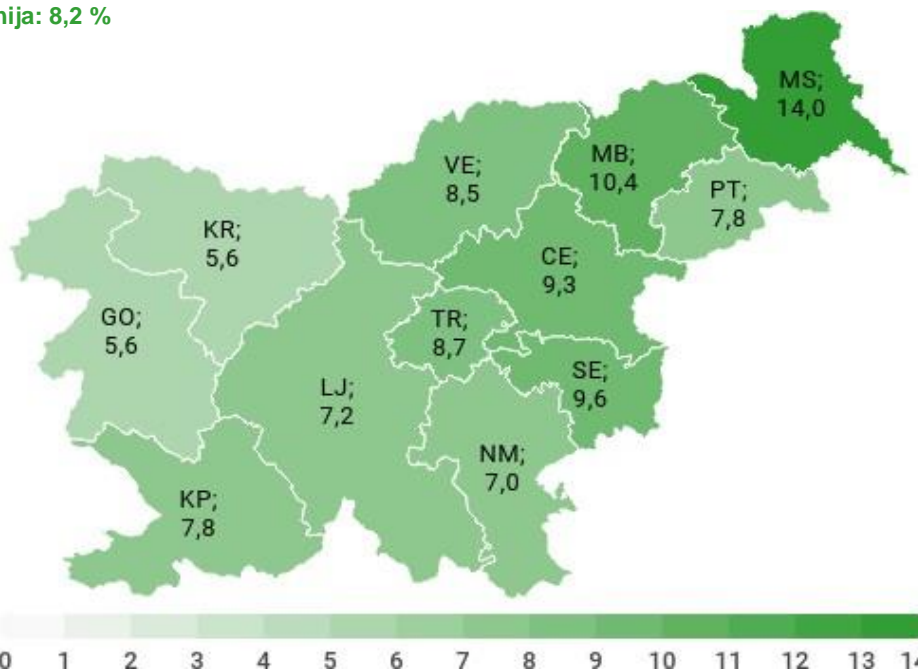 nija: 8,2 %
MS;
14,0
VE;
8,5
MB;
10,4
PT;
7,8
KR;
5,6
CE;
9,3
GO;
5,6
TR;
8,7
SE;
9,6
LJ;
7,2
NM;
7,0
KP;
7,8
0 1 2 3 4 5 6 7 8 9 10 11 12 13